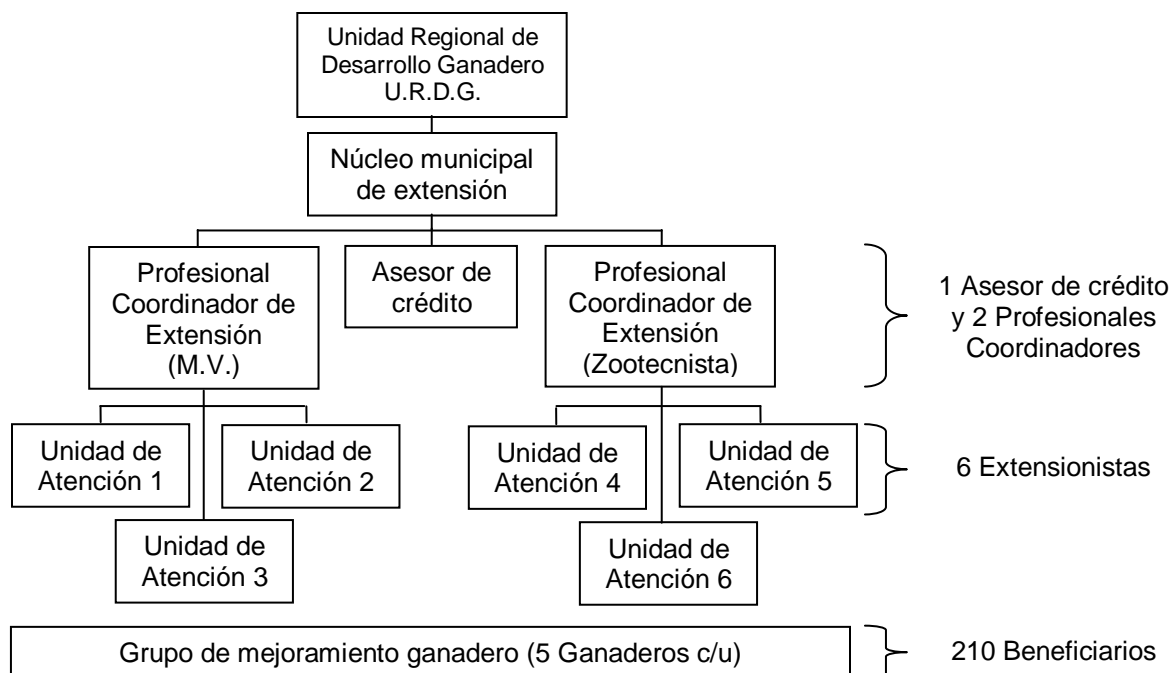 Unidad Regional de
Desarrollo Ganadero
U.R.D.G.
Núcleo municipal
de extensión
Profesional
Coordinador de
Extensión
(M.V.)
Asesor de
crédito
Profesional
Coordinador de
Extensión
(Zootecnista)
1 Asesor de crédito
y 2 Profesionales
Coordinadores
Unidad de
Atención 1
Unidad de
Atención 2
Unidad de
Atención 4
Unidad de
Atención 5
6 Extensionistas
Unidad de
Atención 3
Unidad de
Atención 6
Grupo de mejoramiento ganadero (5 Ganaderos c/u)
210 Beneficiarios